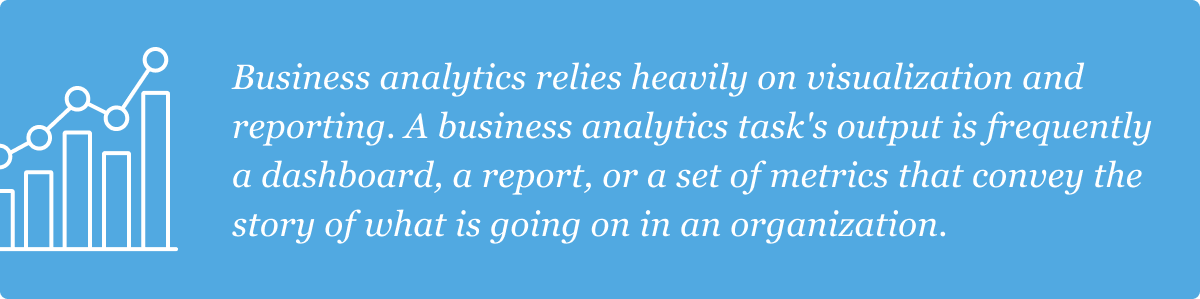 Business analytics relies heavily on visualization and
reporting. A business analytics task's output is frequently
a dashboard, a report, or a set of metrics that convey the
story of what is going on in an organization.